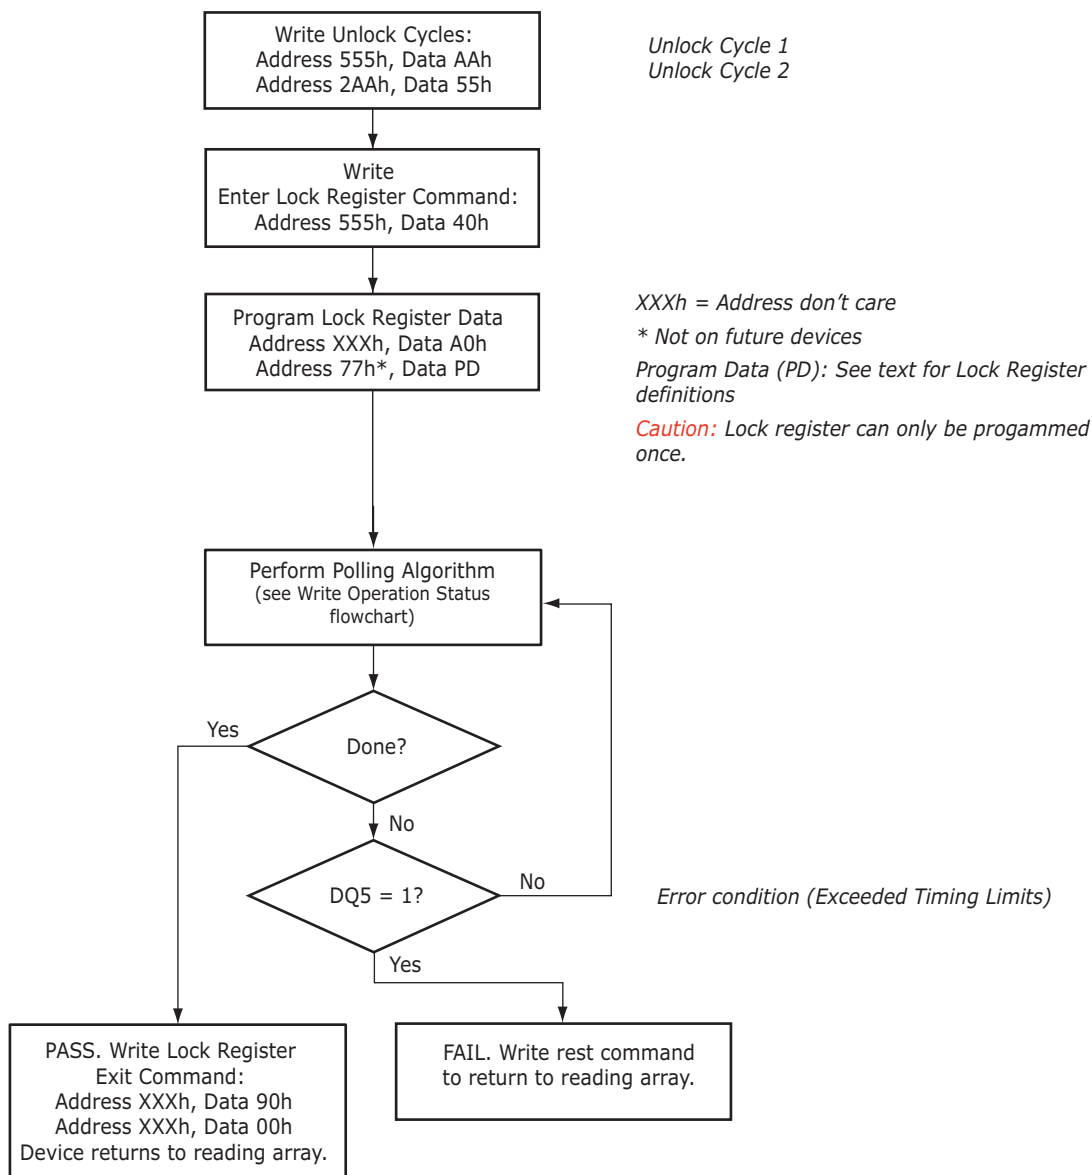 Write Unlock Cycles:
Address 555h, Data AAh
Address 2AAh, Data 55h
Unlock Cycle 1
Unlock Cycle 2
Write
Enter Lock Register Command:
Address 555h, Data 40h
Program Lock Register Data
Address XXXh, Data A0h
Address 77h*, Data PD
XXXh = Address don’t care
* Not on future devices
Program Data (PD): See text for Lock Register
definitions
Caution: Lock register can only be progammed
once.
Perform Polling Algorithm
(see Write Operation Status
flowchart)
Yes
Done?
No
DQ5 = 1?
No
Error condition (Exceeded Timing Limits)
Yes
PASS. Write Lock Register
Exit Command:
Address XXXh, Data 90h
Address XXXh, Data 00h
Device returns to reading array.
FAIL. Write rest command
to return to reading array.